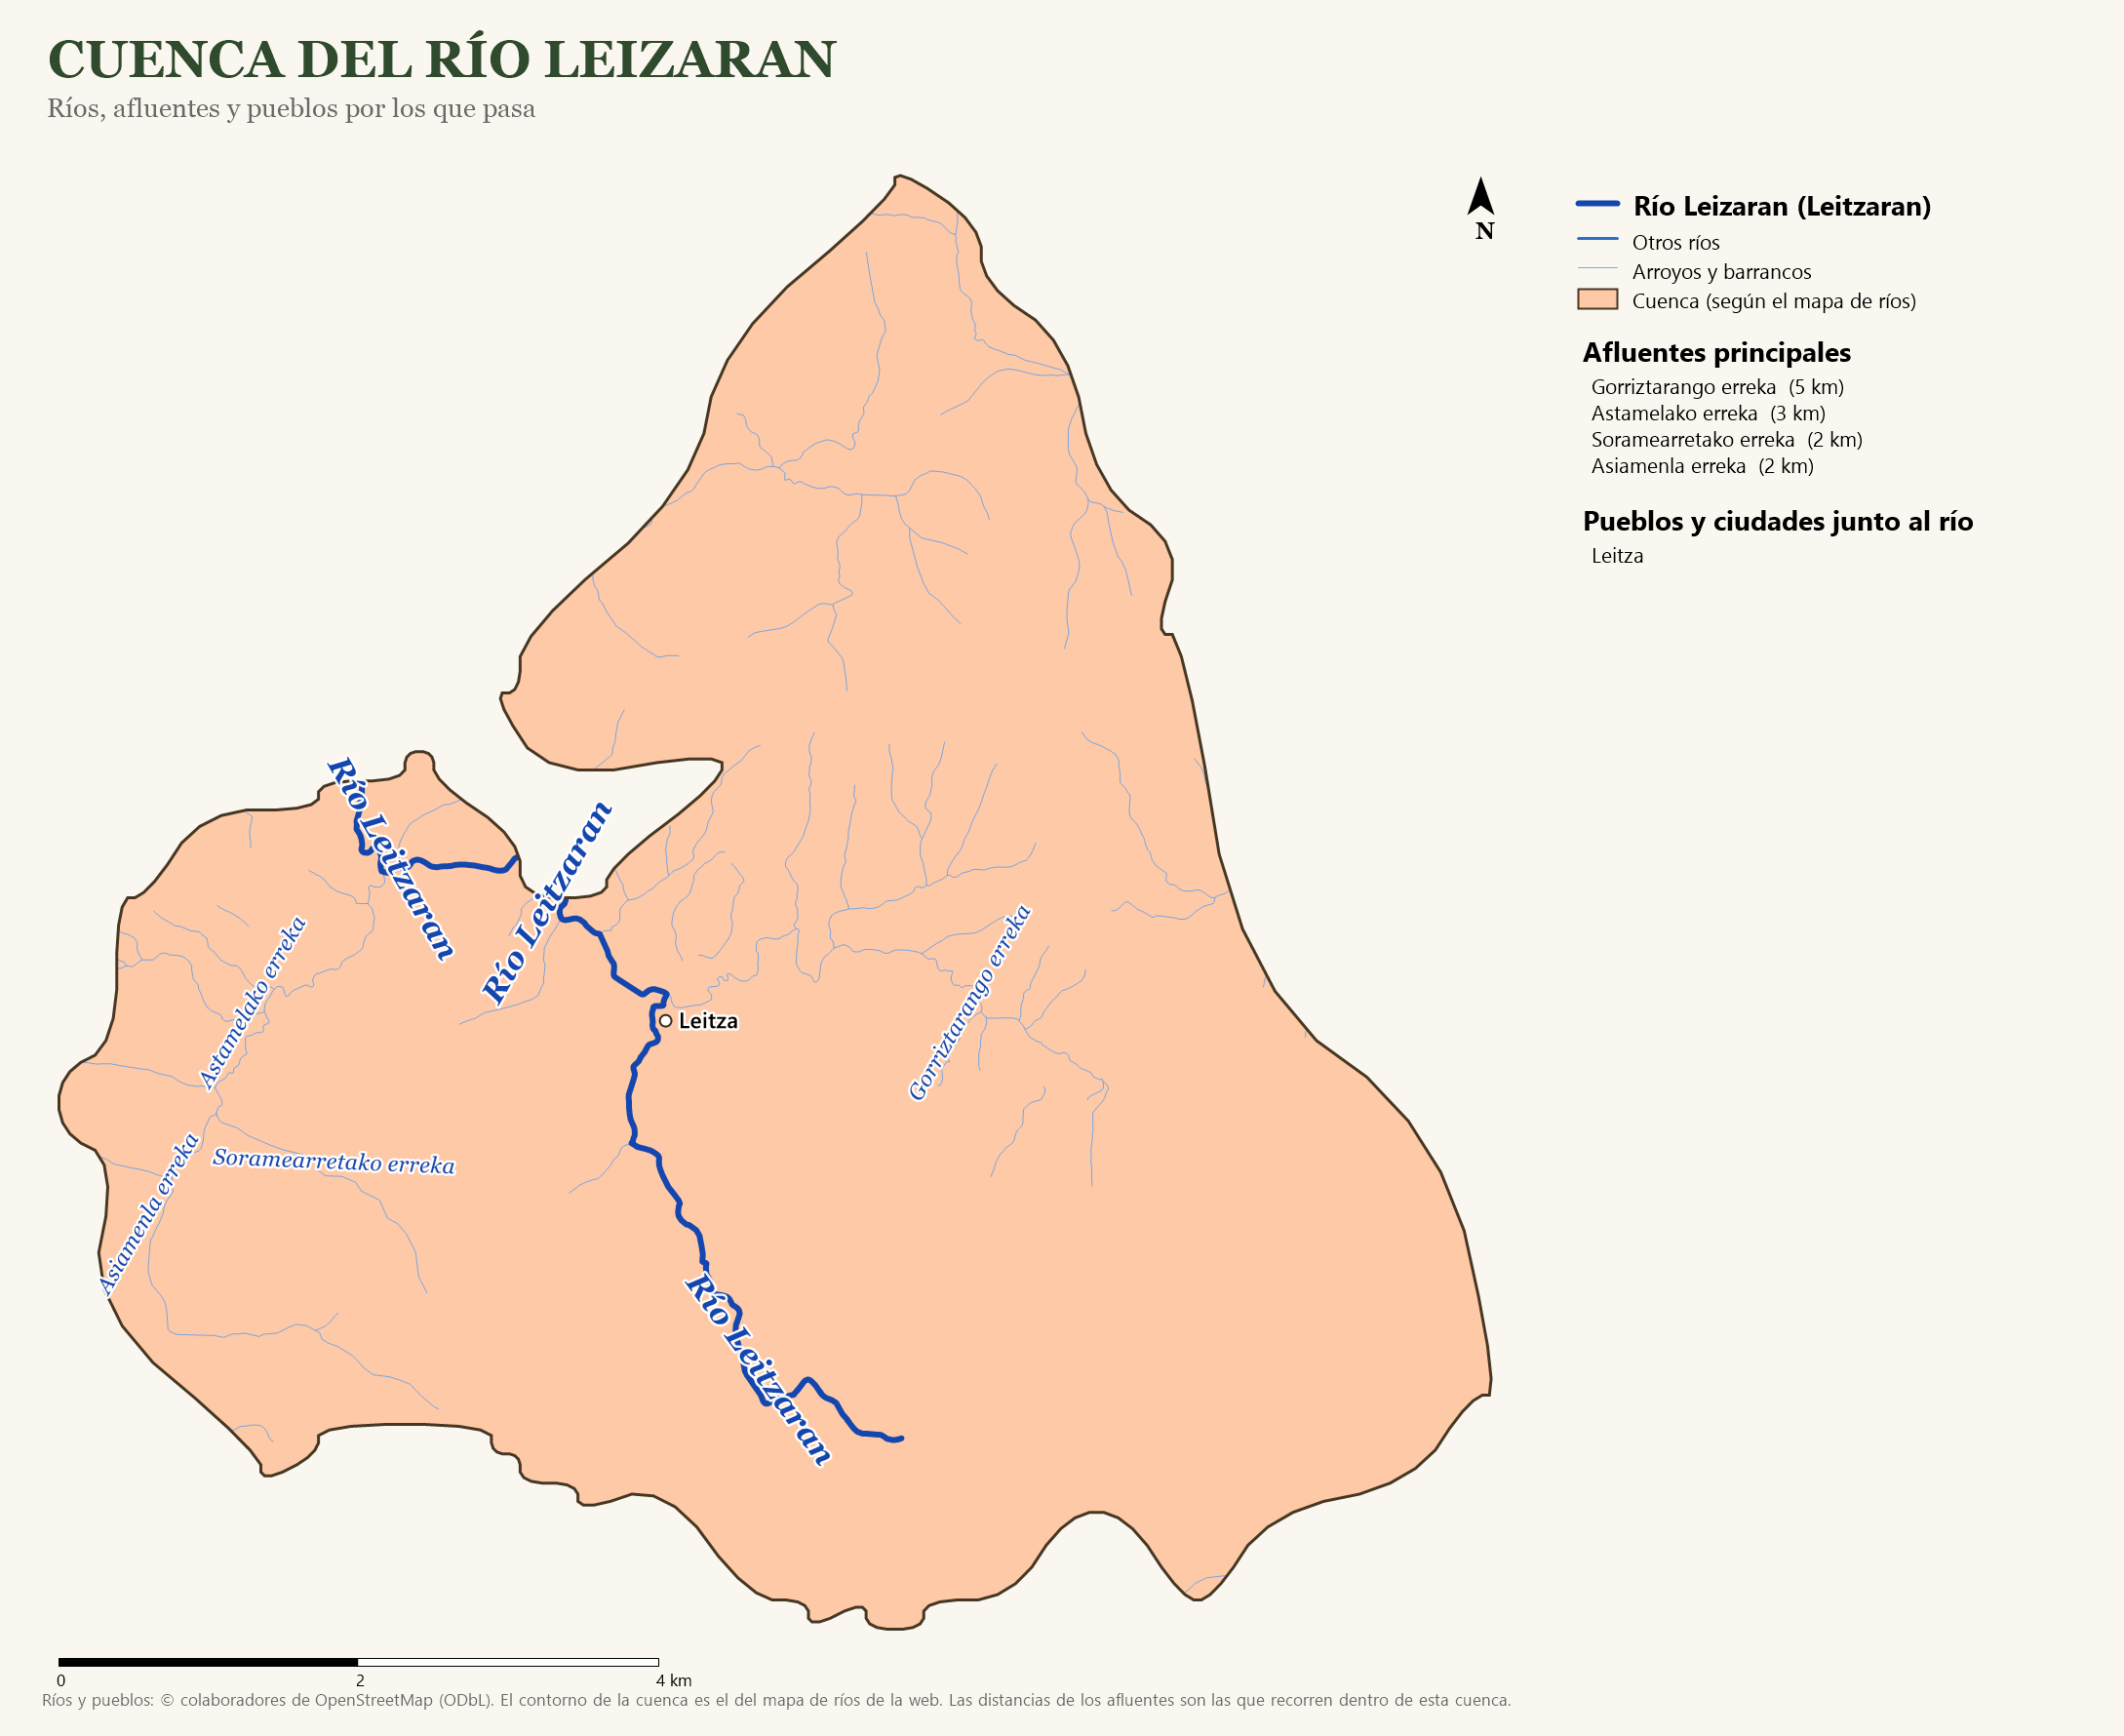 CUENCA DEL RÍO LEIZARAN
Ríos, afluentes y pueblos por los que pasa
N
Río Leizaran (Leitzaran)
Otros ríos
Arroyos y barrancos
Cuenca (según el mapa de ríos)
Afluentes principales
Gorriztarango erreka (5 km)
Astamelako erreka (3 km)
Soramearretako erreka (2 km)
Asiamenla erreka (2 km)
Pueblos y ciudades junto al río
Leitza
Río Leitzaran
Río Leitzaran
Astamelako erreka
Gorriztarango erreka
Leitza
Asiamenla erreka
Soramearretako erreka
Río Leitzaran
0 2 4 km
Ríos y pueblos: © colaboradores de OpenStreetMap (ODbL). El contorno de la cuenca es el del mapa de ríos de la web. Las distancias de los afluentes son las que recorren dentro de esta cuenca.